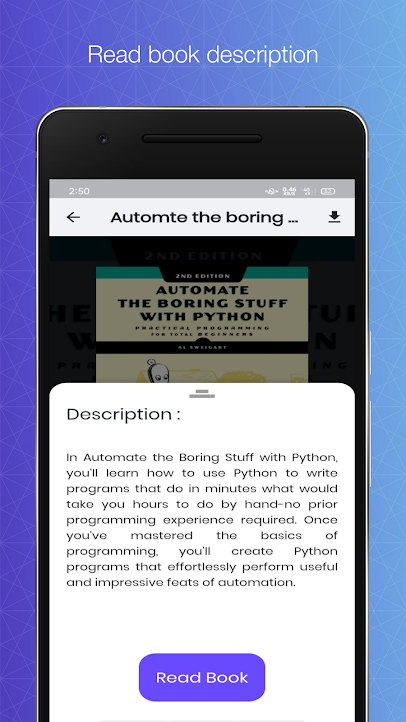 Read book description
2:50
0.46
KB/S
4G
Automte the boring ...
2ND EDITION
2ND EDITION
AUTOMATE
THE BORING STUFF
WITH PYTHON
PRACTICAL PROGRAMMING
FOR TOTAL BEGINNERS
AL SWEIGART
Description :
In Automate the Boring Stuff with Python,
you'll learn how to use Python to write
programs that do in minutes what would
take you hours to do by hand-no prior
programming experience required. Once
you've mastered the basics of
programming, you'll create Python
programs that effortlessly perform useful
and impressive feats of automation.
Read Book